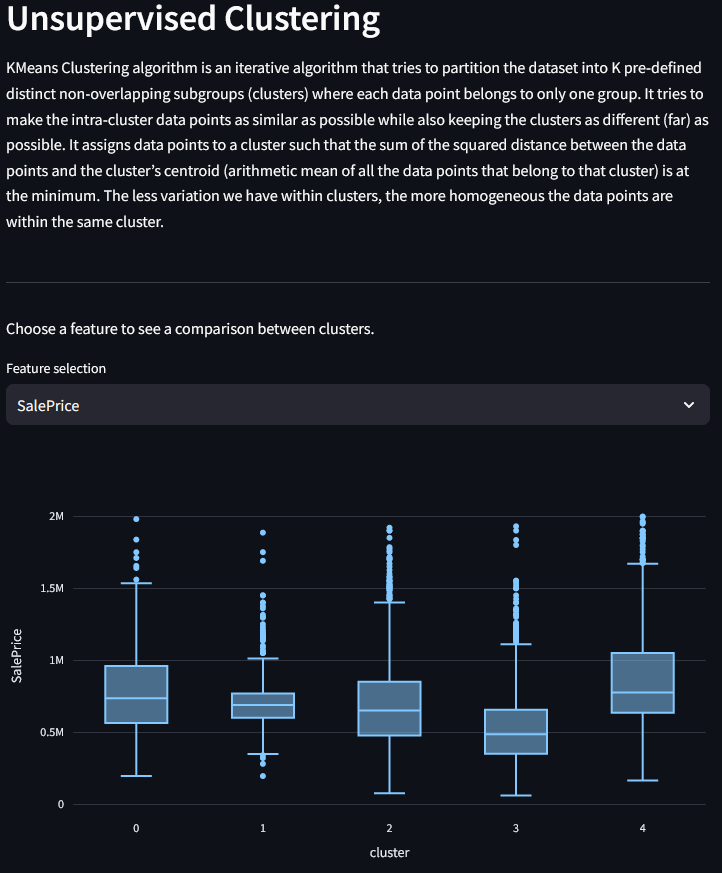 Unsupervised Clustering
KMeans Clustering algorithm is an iterative algorithm that tries to partition the dataset into K pre-defined
distinct non-overlapping subgroups (clusters) where each data point belongs to only one group. It tries to
make the intra-cluster data points as similar as possible while also keeping the clusters as different (far) as
possible. It assigns data points to a cluster such that the sum of the squared distance between the data
points and the cluster’s centroid (arithmetic mean of all the data points that belong to that cluster) is at
the minimum. The less variation we have within clusters, the more homogeneous the data points are
within the same cluster.
Choose a feature to see a comparison between clusters.
Feature selection
SalePrice
2M
1.5M
1M
0.5M
0
SalePrice
0 1 2 3 4
cluster